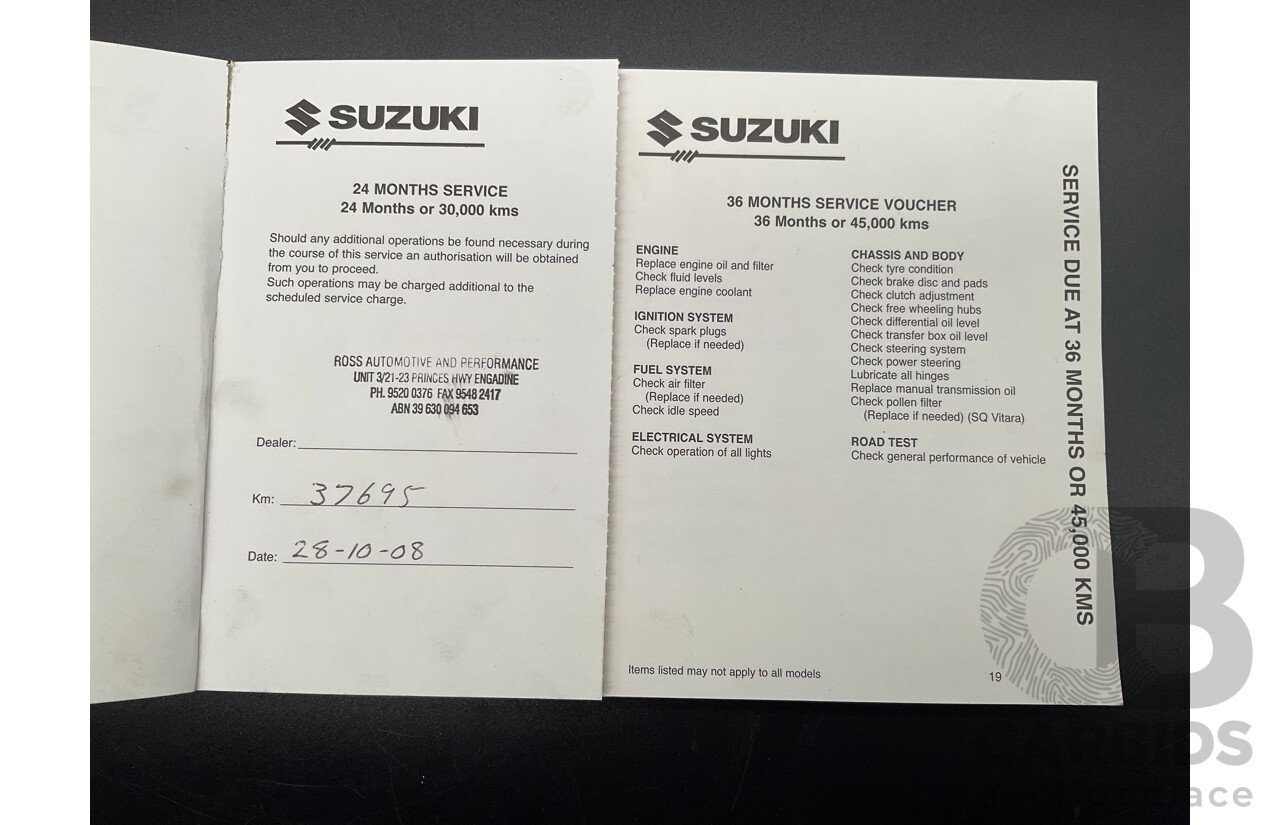 SUZUKI
24 MONTHS SERVICE
24 Months or 30,000 kms
Should any additional operations be found necessary during
the course of this service an authorisation will be obtained
from you to proceed.
Such operations may be charged additional to the
scheduled service charge.
ROSS AUTOMOTIVE AND PERFORMANCE
UNIT 3/21-23 PRINCES HWY ENGADINE
PH. 9520 0376 FAX 9548 2417
ABN 39 630 094 653
Dealer:
Km: 37695
Date: 28-10-08
SUZUKI
36 MONTHS SERVICE VOUCHER
36 Months or 45,000 kms
ENGINE
Replace engine oil and filter
Check fluid levels
Replace engine coolant
IGNITION SYSTEM
Check spark plugs
(Replace if needed)
FUEL SYSTEM
Check air filter
(Replace if needed)
Check idle speed
ELECTRICAL SYSTEM
Check operation of all lights
CHASSIS AND BODY
Check tyre condition
Check brake disc and pads
Check clutch adjustment
Check free wheeling hubs
Check differential oil level
Check transfer box oil level
Check steering system
Check power steering
Lubricate all hinges
Replace manual transmission oil
Check pollen filter
(Replace if needed) (SQ Vitara)
ROAD TEST
Check general performance of vehicle
Items listed may not apply to all models
19
SERVICE DUE AT 36 MONTHS OR 45,000 KMS
CB
CARBIDS